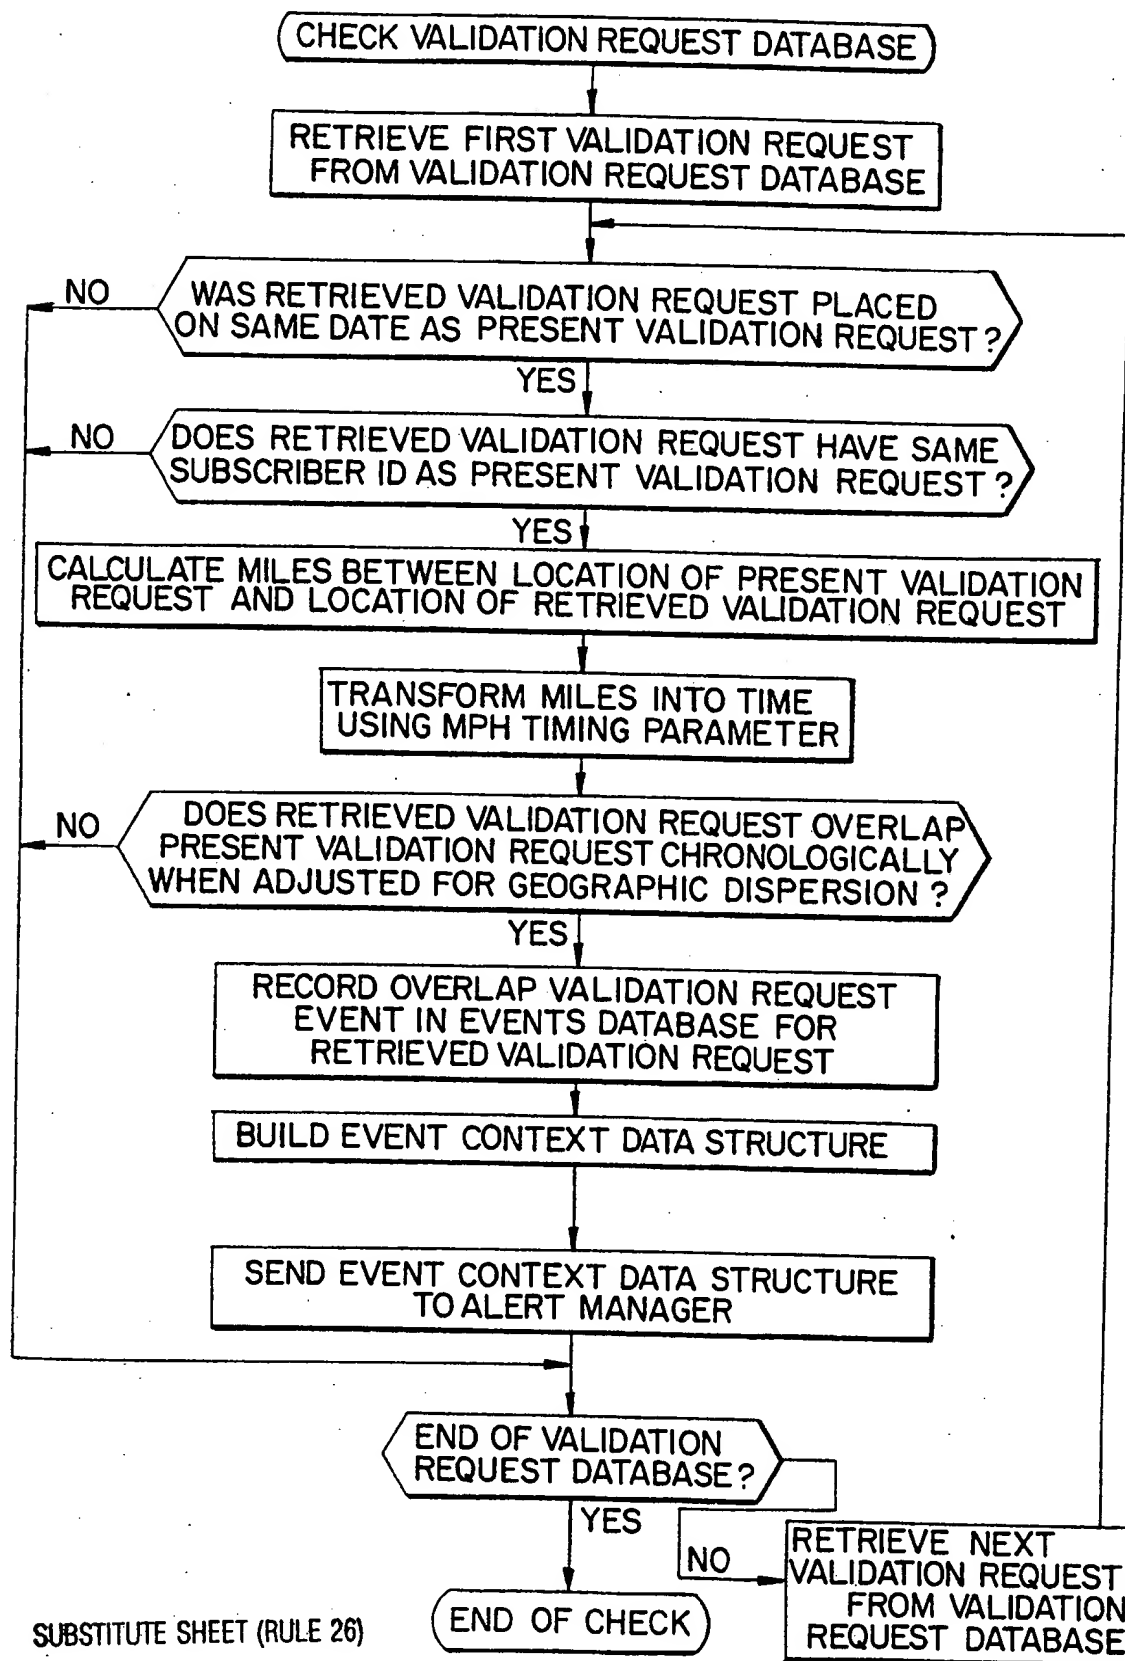 CHECK VALIDATION REQUEST DATABASE
RETRIEVE FIRST VALIDATION REQUEST
FROM VALIDATION REQUEST DATABASE
NO
WAS RETRIEVED VALIDATION REQUEST PLACED
ON SAME DATE AS PRESENT VALIDATION REQUEST?
YES
NO
DOES RETRIEVED VALIDATION REQUEST HAVE SAME
SUBSCRIBER ID AS PRESENT VALIDATION REQUEST?
YES
CALCULATE MILES BETWEEN LOCATION OF PRESENT VALIDATION
REQUEST AND LOCATION OF RETRIEVED VALIDATION REQUEST
TRANSFORM MILES INTO TIME
USING MPH TIMING PARAMETER
NO
DOES RETRIEVED VALIDATION REQUEST OVERLAP
PRESENT VALIDATION REQUEST CHRONOLOGICALLY
WHEN ADJUSTED FOR GEOGRAPHIC DISPERSION?
YES
RECORD OVERLAP VALIDATION REQUEST
EVENT IN EVENTS DATABASE FOR
RETRIEVED VALIDATION REQUEST
BUILD EVENT CONTEXT DATA STRUCTURE
SEND EVENT CONTEXT DATA STRUCTURE
TO ALERT MANAGER
END OF VALIDATION
REQUEST DATABASE?
YES
NO
RETRIEVE NEXT
VALIDATION REQUEST
FROM VALIDATION
REQUEST DATABASE
END OF CHECK
SUBSTITUTE SHEET (RULE 26)